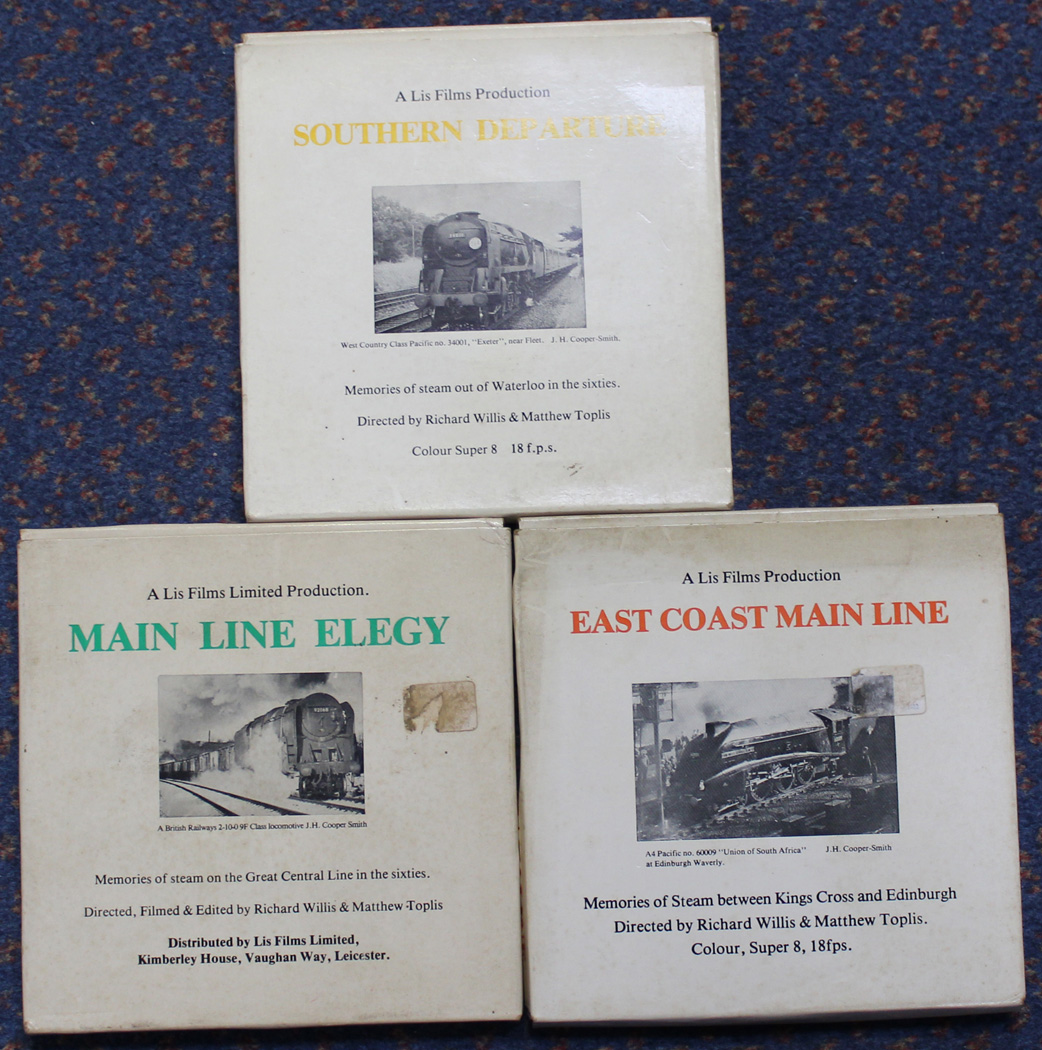 A Lis Films Production
SOUTHERN DEPARTURE
West Country Class Pacific no. 34001, "Exeter", near Fleet. J. H. Cooper-Smith.
Memories of steam out of Waterloo in the sixties.
Directed by Richard Willis & Matthew Toplis
Colour Super 8 18 f.p.s.
A Lis Films Limited Production.
MAIN LINE ELEGY
A British Railways 2-10-0 9F Class locomotive J.H. Cooper Smith
Memories of steam on the Great Central Line in the sixties.
Directed, Filmed & Edited by Richard Willis & Matthew Toplis
Distributed by Lis Films Limited,
Kimberley House, Vaughan Way, Leicester.
A Lis Films Production
EAST COAST MAIN LINE
A4 Pacific no. 60009 "Union of South Africa" J.H. Cooper-Smith
at Edinburgh Waverly.
Memories of Steam between Kings Cross and Edinburgh
Directed by Richard Willis & Matthew Toplis.
Colour, Super 8, 18fps.